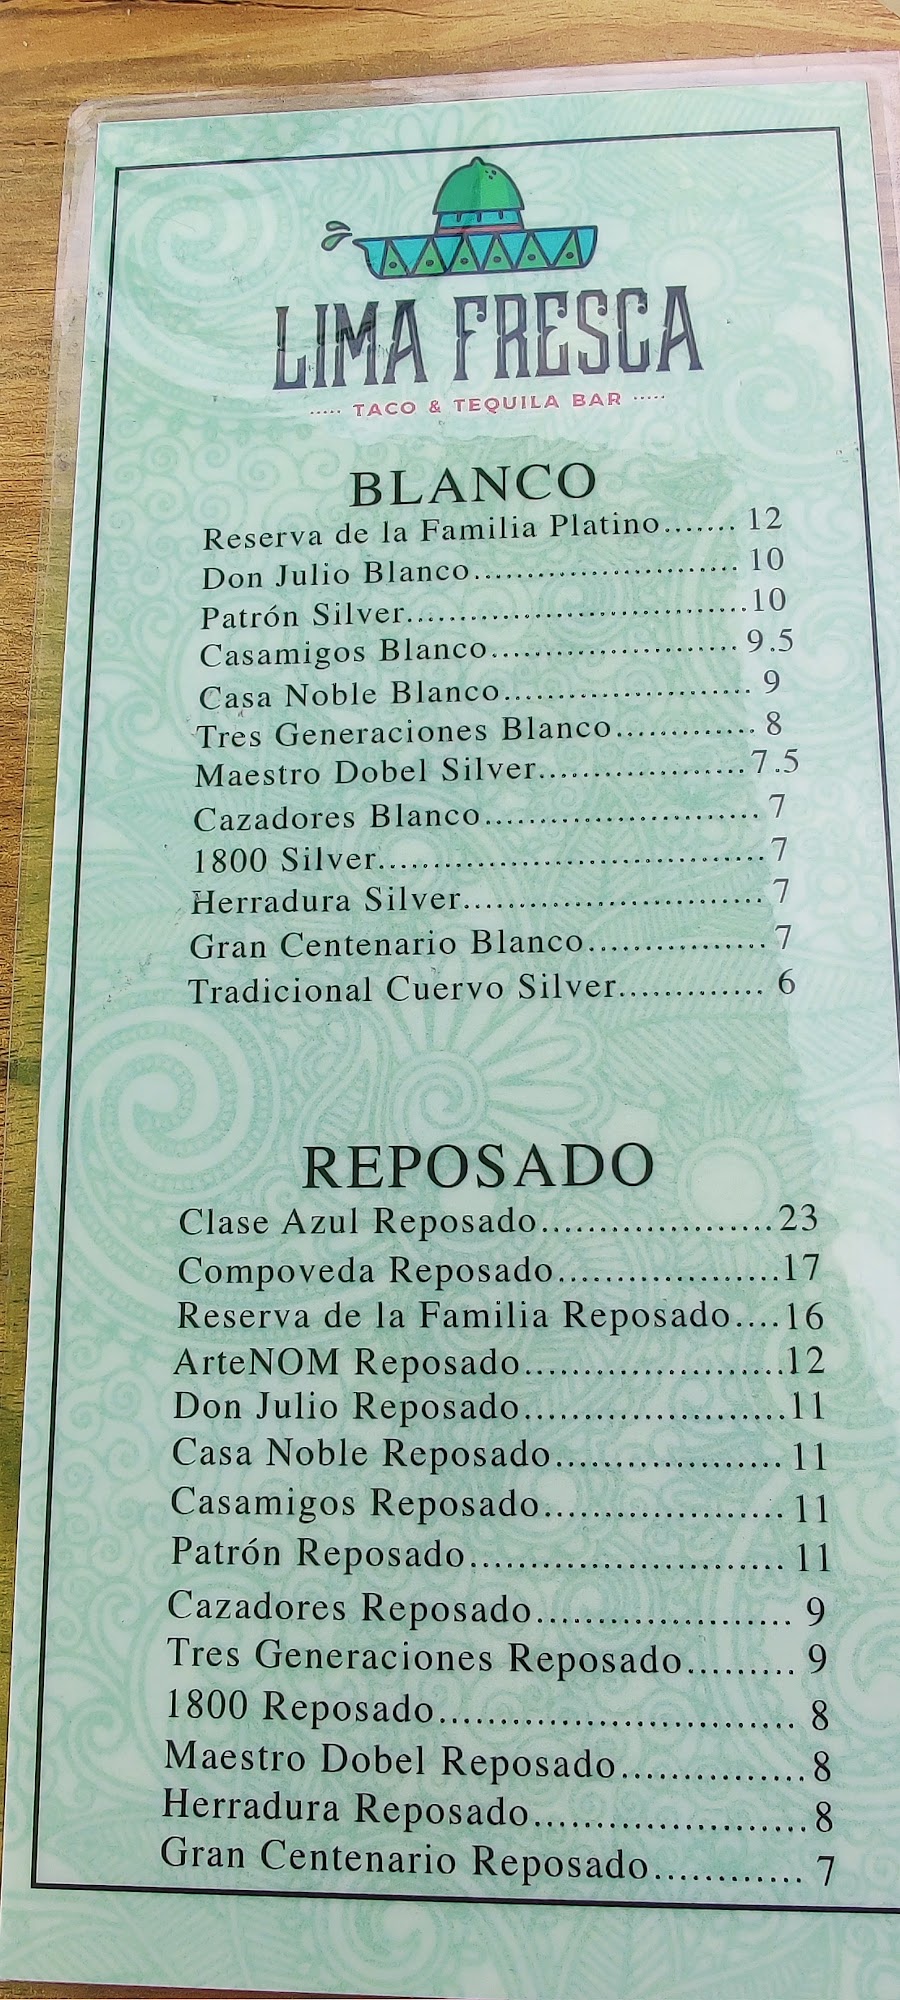 LIMA FRESCA
····· TACO & TEQUILA BAR ·····
BLANCO
Reserva de la Familia Platino....... 12
Don Julio Blanco.......................... 10
Patrón Silver.................................10
Casamigos Blanco........................ 9.5
Casa Noble Blanco........................ 9
Tres Generaciones Blanco.............. 8
Maestro Dobel Silver....................7.5
Cazadores Blanco........................... 7
1800 Silver......................................7
Herradura Silver............................. 7
Gran Centenario Blanco.................. 7
Tradicional Cuervo Silver.............. 6
REPOSADO
Clase Azul Reposado.....................23
Compoveda Reposado....................17
Reserva de la Familia Reposado....16
ArteNOM Reposado.......................12
Don Julio Reposado.......................11
Casa Noble Reposado.................... 11
Casamigos Reposado..................... 11
Patrón Reposado............................ 11
Cazadores Reposado...................... 9
Tres Generaciones Reposado......... 9
1800 Reposado.............................. 8
Maestro Dobel Reposado...............8
Herradura Reposado.......................8
Gran Centenario Reposado............ 7